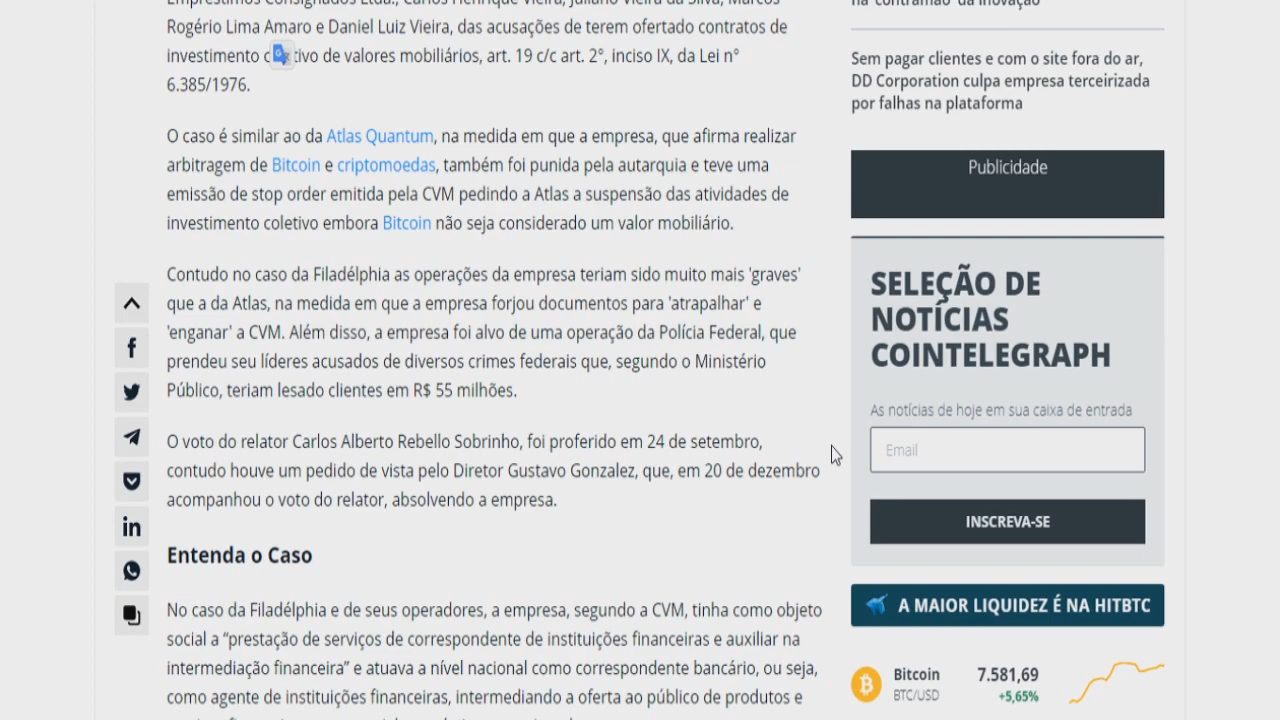 Empréstimos Consignados Ltda., Carlos Henrique Vieira, Juliano Vieira da Silva, Marcos
Rogério Lima Amaro e Daniel Luiz Vieira, das acusações de terem ofertado contratos de
investimento tivo de valores mobiliários, art. 19 c/c art. 2°, inciso IX, da Lei n°
6.385/1976.
O caso é similar ao da Atlas Quantum, na medida em que a empresa, que afirma realizar
arbitragem de Bitcoin e criptomoedas, também foi punida pela autarquia e teve uma
emissão de stop order emitida pela CVM pedindo a Atlas a suspensão das atividades de
investimento coletivo embora Bitcoin não seja considerado um valor mobiliário.
Contudo no caso da Filadélphia as operações da empresa teriam sido muito mais 'graves'
que a da Atlas, na medida em que a empresa forjou documentos para 'atrapalhar' e
'enganar' a CVM. Além disso, a empresa foi alvo de uma operação da Polícia Federal, que
prendeu seu líderes acusados de diversos crimes federais que, segundo o Ministério
Público, teriam lesado clientes em R$ 55 milhões.
O voto do relator Carlos Alberto Rebello Sobrinho, foi proferido em 24 de setembro,
contudo houve um pedido de vista pelo Diretor Gustavo Gonzalez, que, em 20 de dezembro
acompanhou o voto do relator, absolvendo a empresa.
Entenda o Caso
No caso da Filadélphia e de seus operadores, a empresa, segundo a CVM, tinha como objeto
social a “prestação de serviços de correspondente de instituições financeiras e auxiliar na
intermediação financeira” e atuava a nível nacional como correspondente bancário, ou seja,
como agente de instituições financeiras, intermediando a oferta ao público de produtos e
na contramão da inovação
Sem pagar clientes e com o site fora do ar,
DD Corporation culpa empresa terceirizada
por falhas na plataforma
Publicidade
SELEÇÃO DE
NOTÍCIAS
COINTELEGRAPH
As notícias de hoje em sua caixa de entrada
Email
INSCREVA-SE
A MAIOR LIQUIDEZ É NA HITBTC
Bitcoin 7.581,69
BTC/USD +5,65%